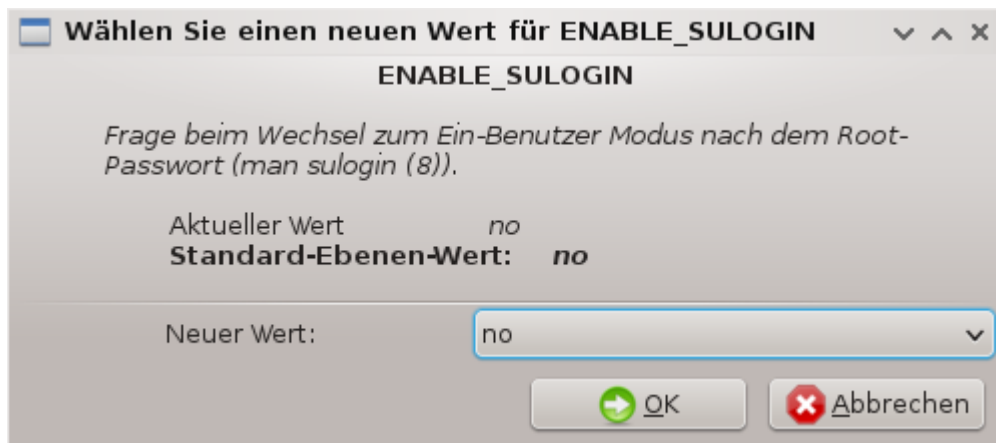 Wählen Sie einen neuen Wert für ENABLE_SULOGIN
ENABLE_SULOGIN
Frage beim Wechsel zum Ein-Benutzer Modus nach dem Root-
Passwort (man sulogin (8)).
Aktueller Wert no
Standard-Ebenen-Wert: no
Neuer Wert: no
OK Abbrechen